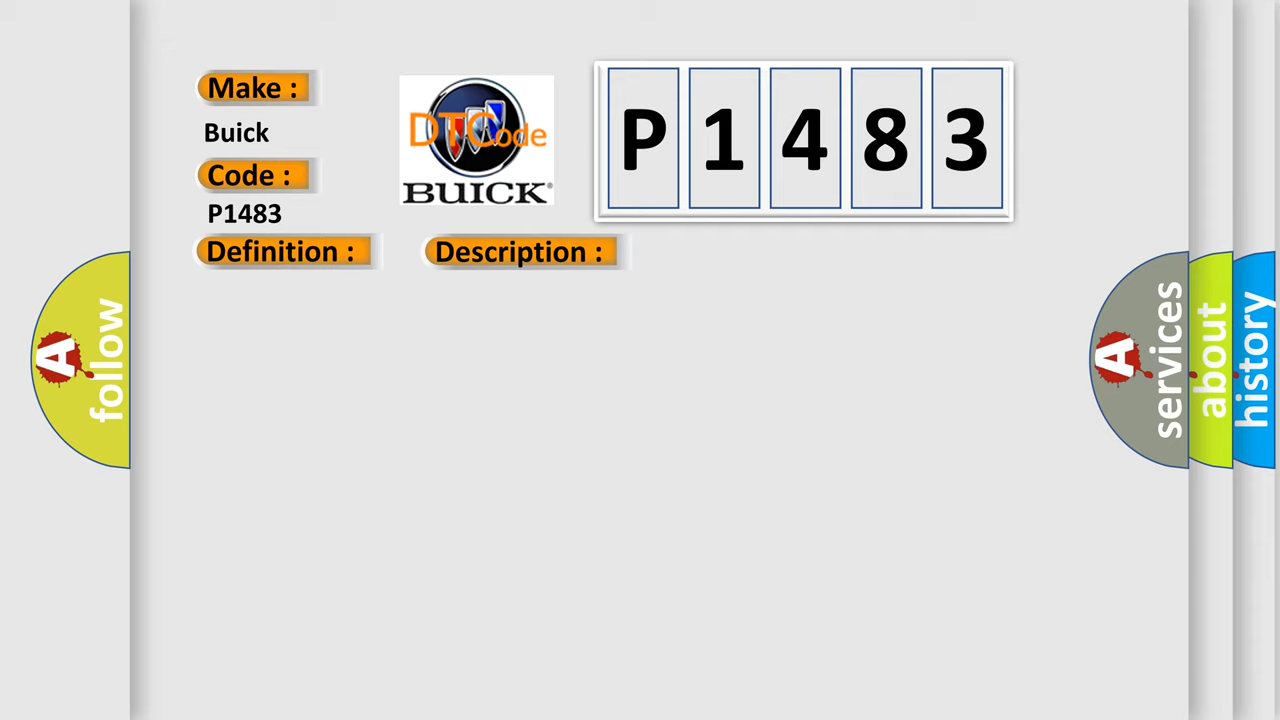 Make :
Buick
Code :
P1483
Definition :
Description :
DTCode
BUICK®
P 1 4 8 3
A follow
A services
about
history